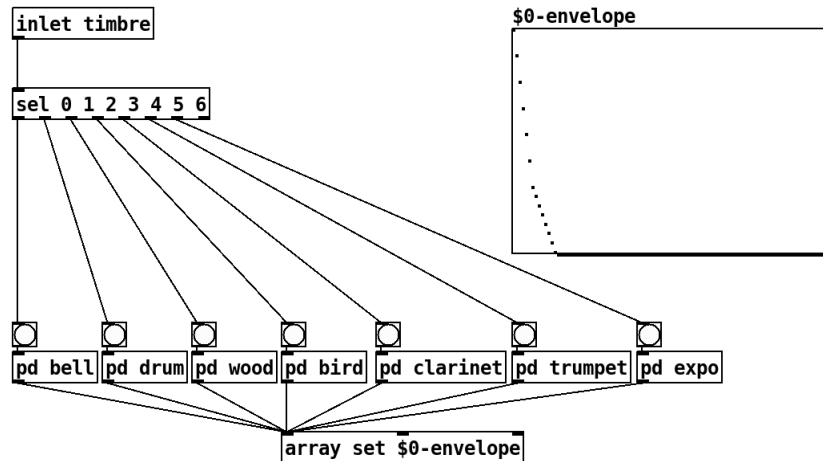 inlet timbre
$0-envelope
sel 0 1 2 3 4 5 6
pd bell
pd drum
pd wood
pd bird
pd clarinet
pd trumpet
pd expo
array set $0-envelope